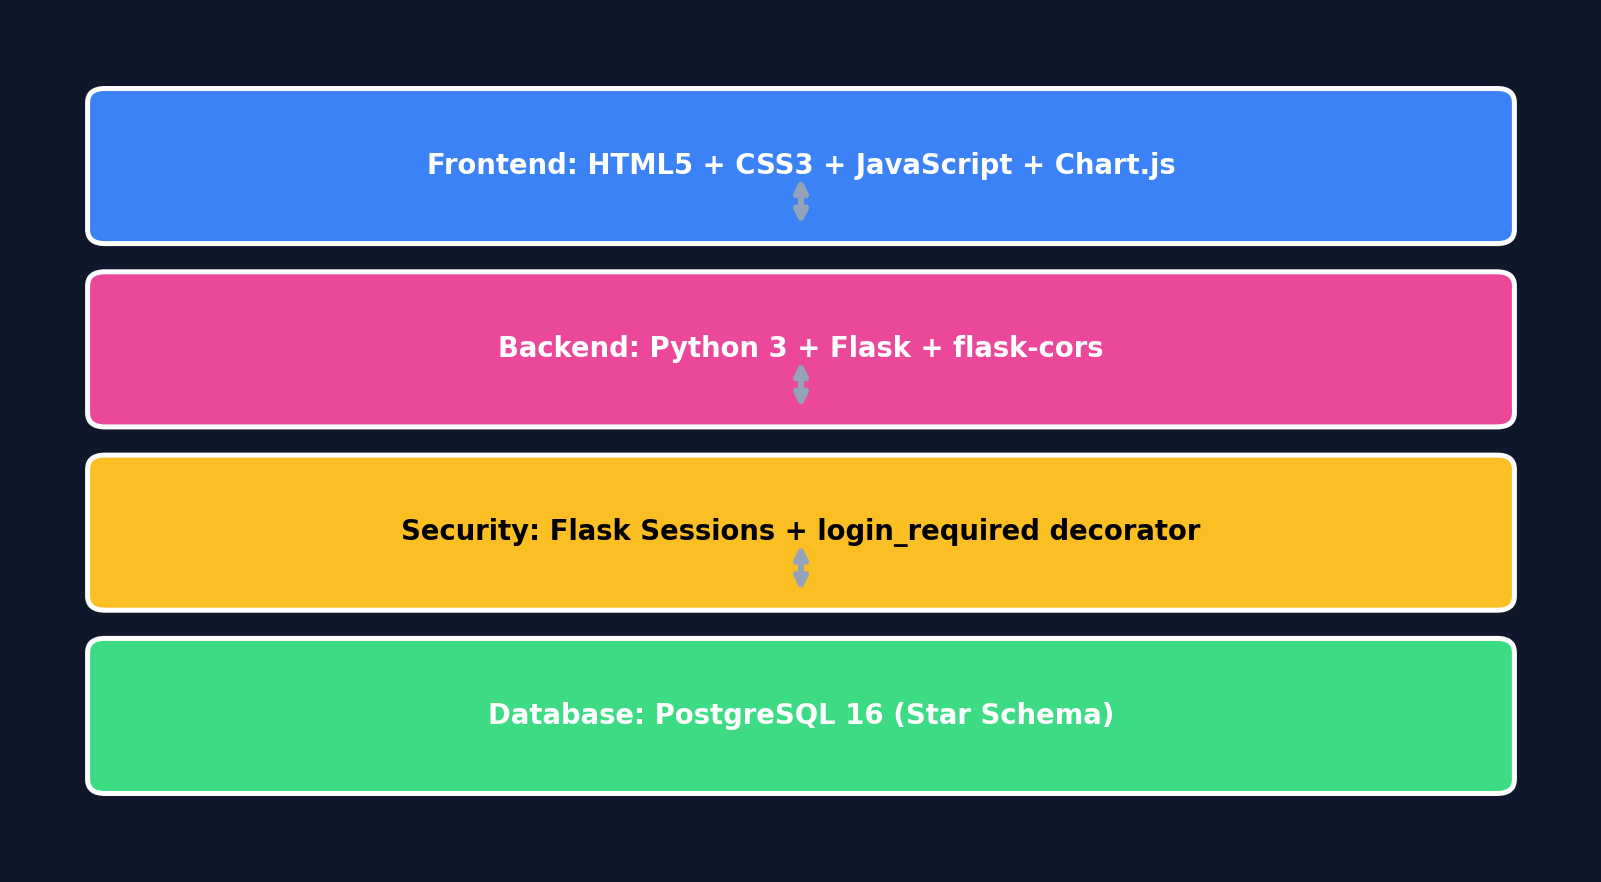 Frontend: HTML5 + CSS3 + JavaScript + Chart.js
Backend: Python 3 + Flask + flask-cors
Security: Flask Sessions + login_required decorator
Database: PostgreSQL 16 (Star Schema)